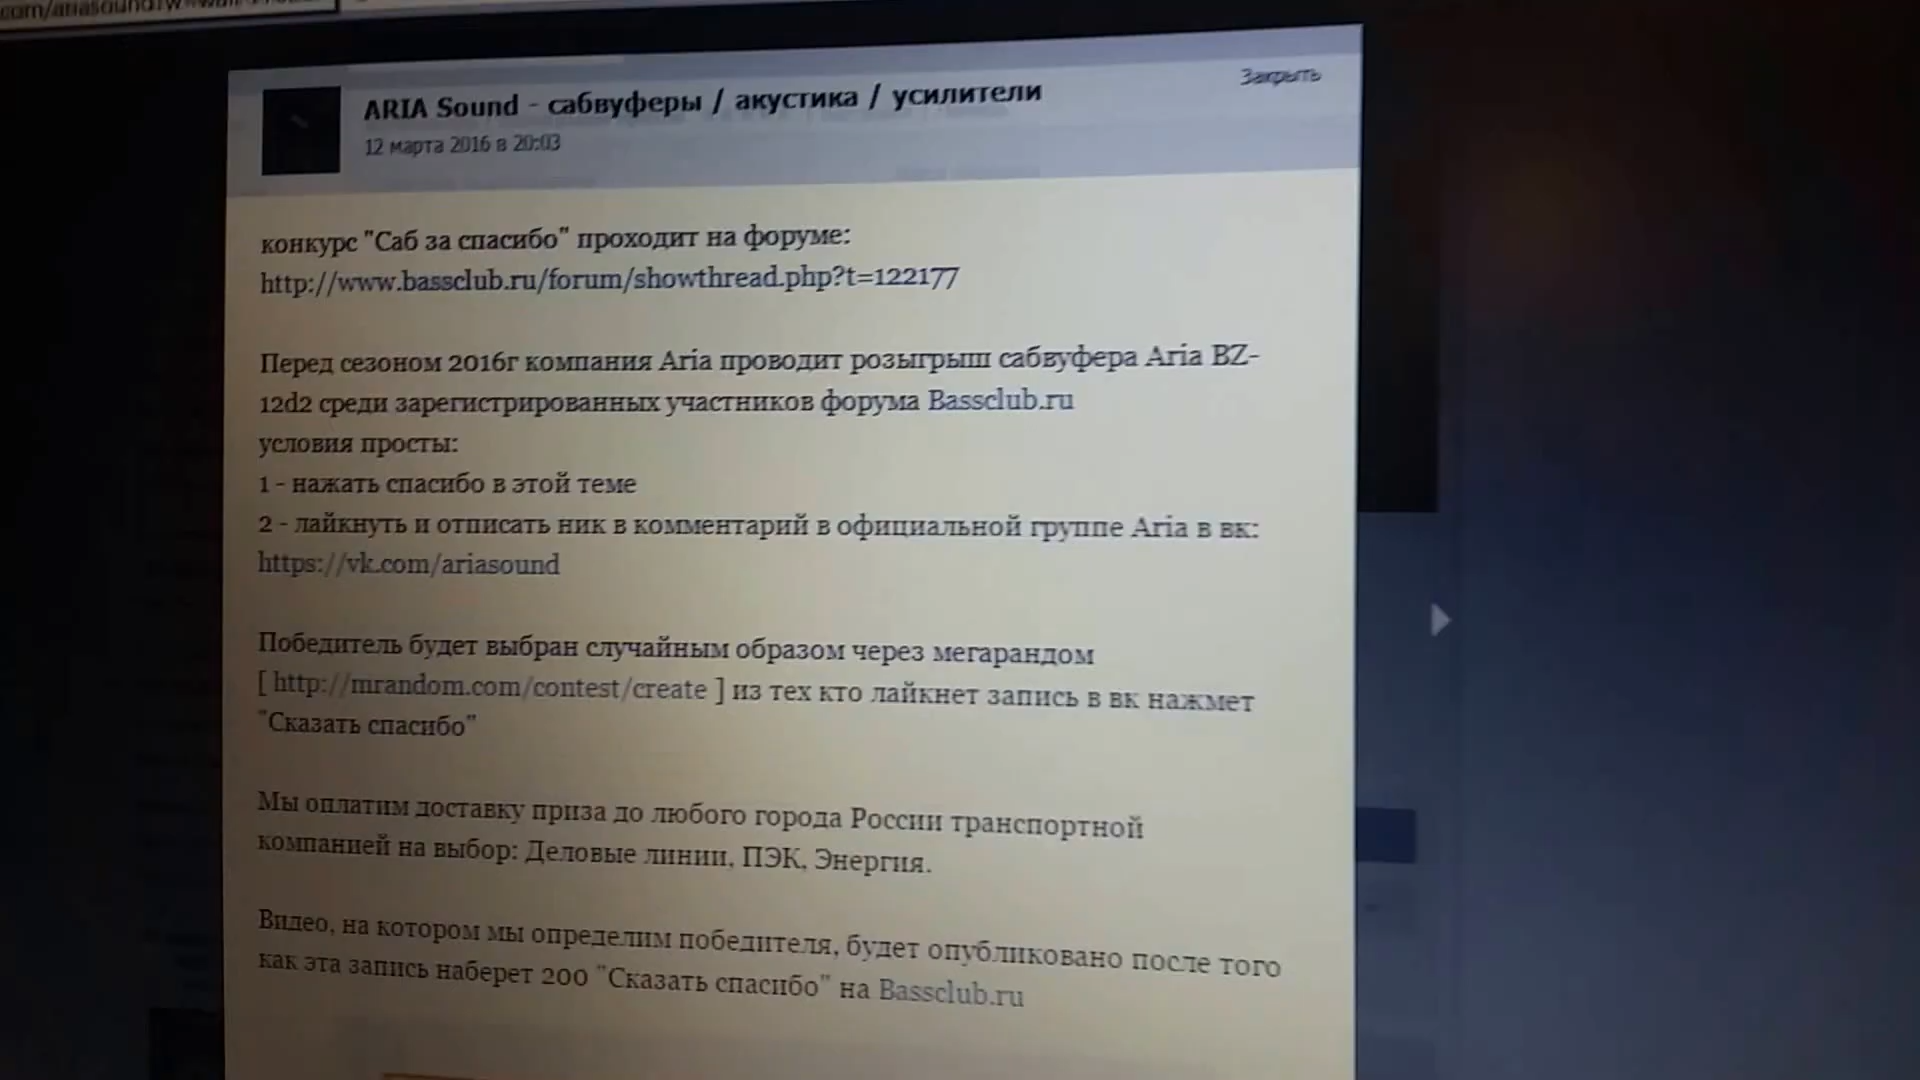 ARIA Sound - сабвуферы / акустика / усилители
Закрыть
12 марта 2016 в 20:03
конкурс "Саб за спасибо" проходит на форуме:
http://www.bassclub.ru/forum/showthread.php?t=122177
Перед сезоном 2016г компания Aria проводит розыгрыш сабвуфера Aria BZ-
12d2 среди зарегистрированных участников форума Bassclub.ru
условия просты:
1 - нажать спасибо в этой теме
2 - лайкнуть и отписать ник в комментарий в официальной группе Aria в вк:
https://vk.com/ariasound
Победитель будет выбран случайным образом через мегарандом
[ http://mrandom.com/contest/create ] из тех кто лайкнет запись в вк нажмет
"Сказать спасибо"
Мы оплатим доставку приза до любого города России транспортной
компанией на выбор: Деловые линии, ПЭК, Энергия.
Видео, на котором мы определим победителя, будет опубликовано после того
как эта запись наберет 200 "Сказать спасибо" на Bassclub.ru